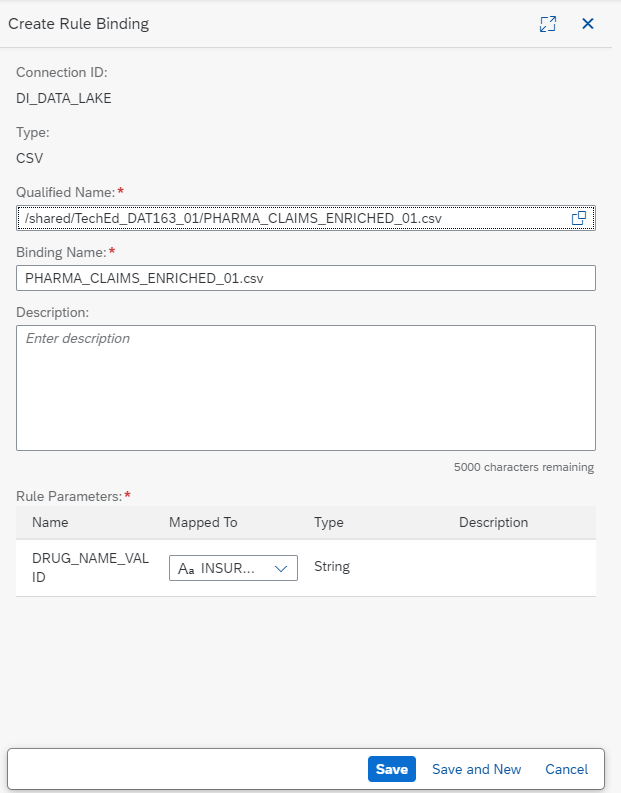 Create Rule Binding
Connection ID:
DI_DATA_LAKE
Type:
CSV
Qualified Name:*
/shared/TechEd_DAT163_01/PHARMA_CLAIMS_ENRICHED_01.csv
Binding Name:*
PHARMA_CLAIMS_ENRICHED_01.csv
Description:
Enter description
5000 characters remaining
Rule Parameters:*
Name Mapped To Type Description
DRUG_NAME_VAL
ID
Aa INSUR... String
Save Save and New Cancel